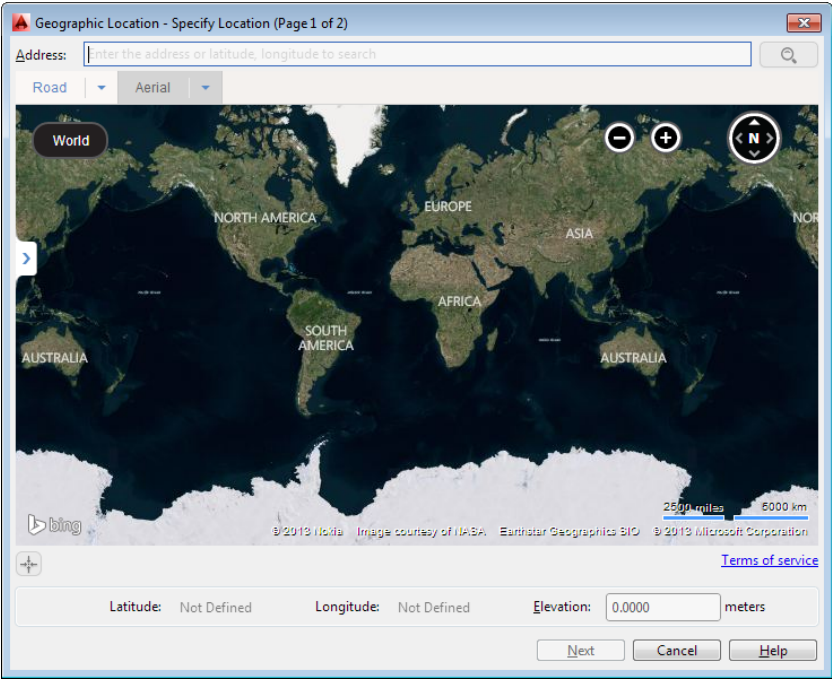 Geographic Location - Specify Location (Page 1 of 2)
Address: Enter the address or latitude, longitude to search
Road Aerial
World
N
NORTH AMERICA
EUROPE
ASIA
NOR
AFRICA
SOUTH
AMERICA
AUSTRALIA
AUSTRALIA
2500 miles 5000 km
bing
© 2013 Nokia Image courtesy of NASA Earthstar Geographics SIO © 2013 Microsoft Corporation
Terms of service
Latitude: Not Defined Longitude: Not Defined Elevation: 0.0000 meters
Next Cancel Help